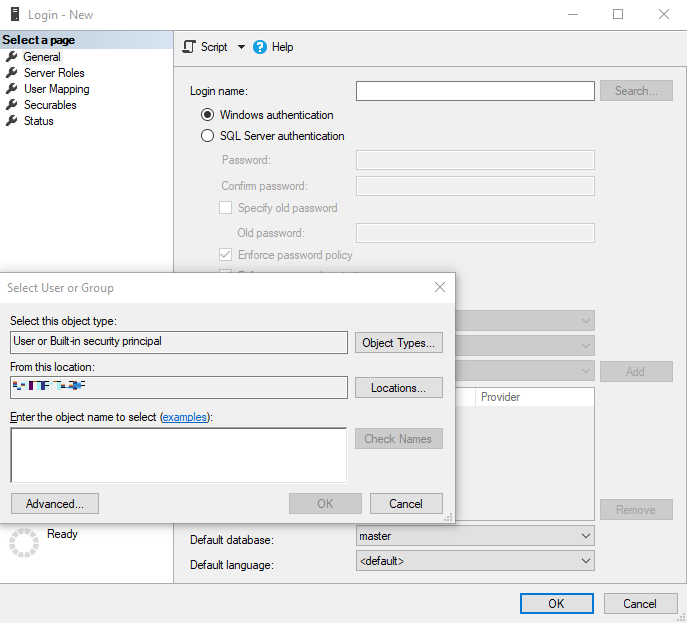 Login - New
Select a page
General
Server Roles
User Mapping
Securables
Status
Script
Help
Login name:
Search...
Windows authentication
SQL Server authentication
Password:
Confirm password:
Specify old password
Old password:
Enforce password policy
Select User or Group
Select this object type:
User or Built-in security principal
Object Types...
From this location:
Locations...
Enter the object name to select (examples):
Check Names
Advanced...
OK
Cancel
Add
Provider
Remove
Ready
Default database:
master
Default language:
<default>
OK
Cancel